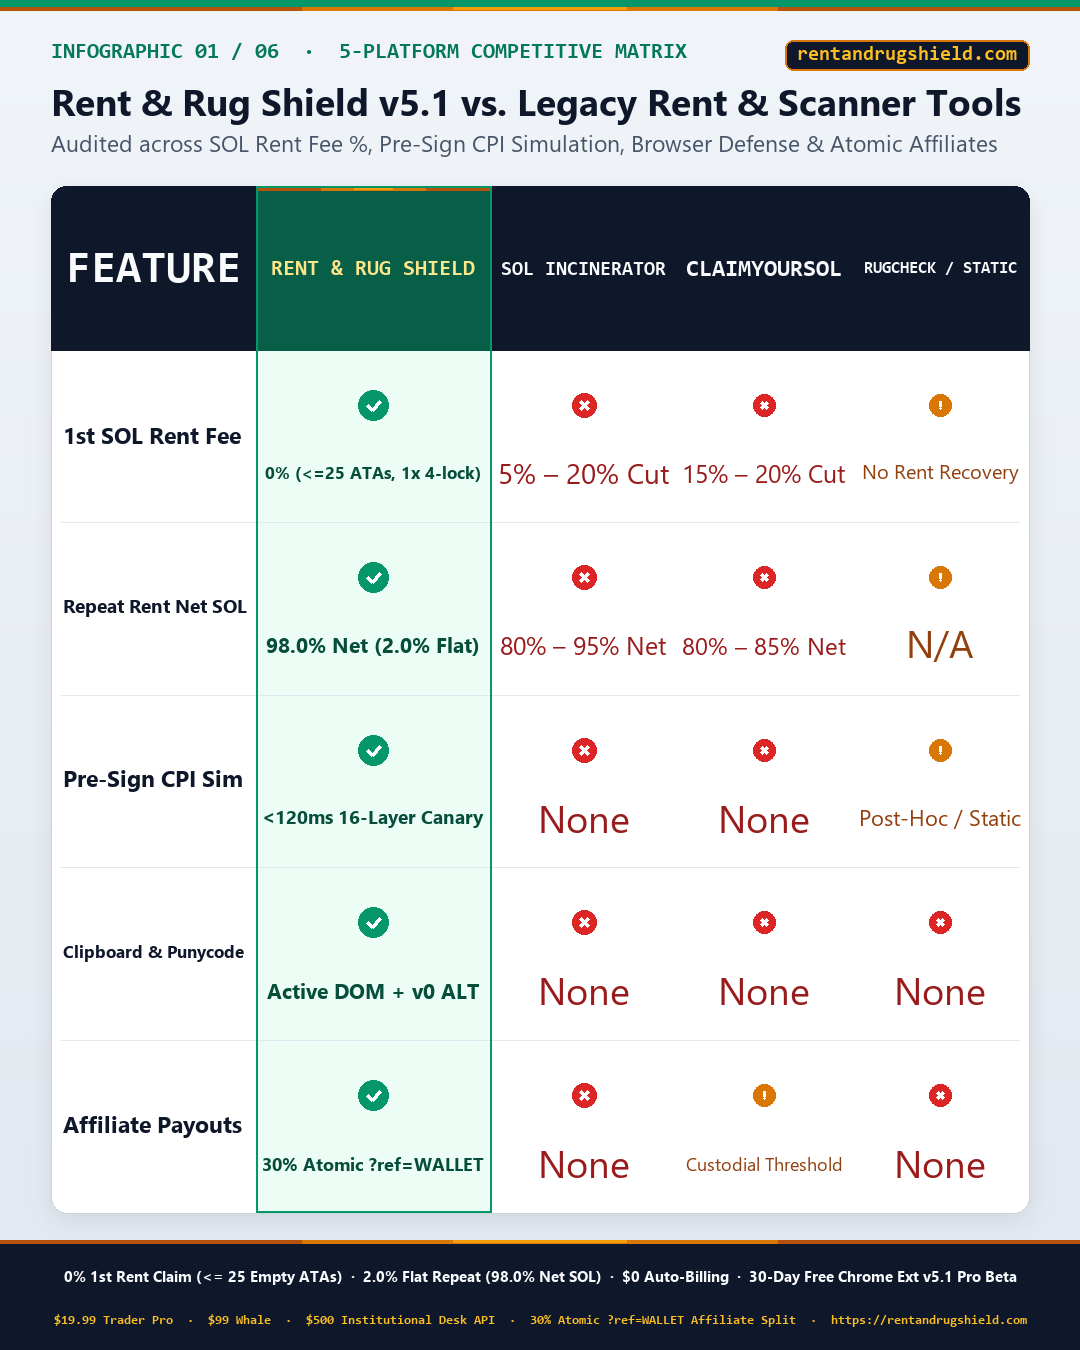 INFOGRAPHIC 01 / 06 · 5-PLATFORM COMPETITIVE MATRIX
rentandrugshield.com
Rent & Rug Shield v5.1 vs. Legacy Rent & Scanner Tools
Audited across SOL Rent Fee %, Pre-Sign CPI Simulation, Browser Defense & Atomic Affiliates
FEATURE RENT & RUG SHIELD SOL INCINERATOR CLAIMYOURSOL RUGCHECK / STATIC
1st SOL Rent Fee
0% (<=25 ATAs, 1x 4-lock) 5% – 20% Cut 15% – 20% Cut No Rent Recovery
Repeat Rent Net SOL
98.0% Net (2.0% Flat) 80% – 95% Net 80% – 85% Net N/A
Pre-Sign CPI Sim
<120ms 16-Layer Canary None None Post-Hoc / Static
Clipboard & Punycode
Active DOM + v0 ALT None None None
Affiliate Payouts
30% Atomic ?ref=WALLET None Custodial Threshold None
0% 1st Rent Claim (<= 25 Empty ATAs) · 2.0% Flat Repeat (98.0% Net SOL) · $0 Auto-Billing · 30-Day Free Chrome Ext v5.1 Pro Beta
$19.99 Trader Pro · $99 Whale · $500 Institutional Desk API · 30% Atomic ?ref=WALLET Affiliate Split · https://rentandrugshield.com